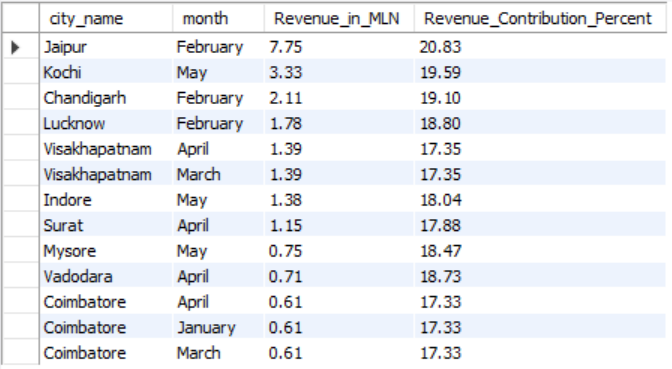 city_name month Revenue_in_MLN Revenue_Contribution_Percent
Jaipur February 7.75 20.83
Kochi May 3.33 19.59
Chandigarh February 2.11 19.10
Lucknow February 1.78 18.80
Visakhapatnam April 1.39 17.35
Visakhapatnam March 1.39 17.35
Indore May 1.38 18.04
Surat April 1.15 17.88
Mysore May 0.75 18.47
Vadodara April 0.71 18.73
Coimbatore April 0.61 17.33
Coimbatore January 0.61 17.33
Coimbatore March 0.61 17.33